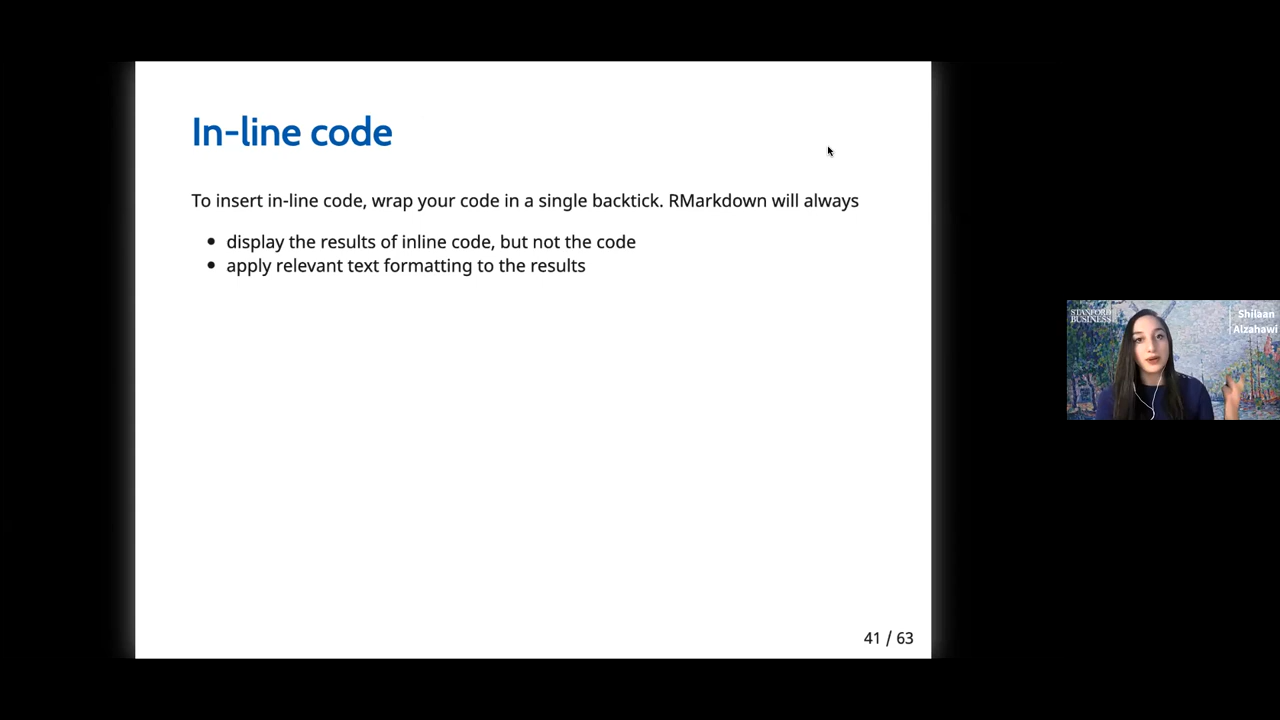 In-line code
To insert in-line code, wrap your code in a single backtick. RMarkdown will always
display the results of inline code, but not the code
apply relevant text formatting to the results
STANFORD
BUSINESS
Shilaan
Alzahawi
41 / 63